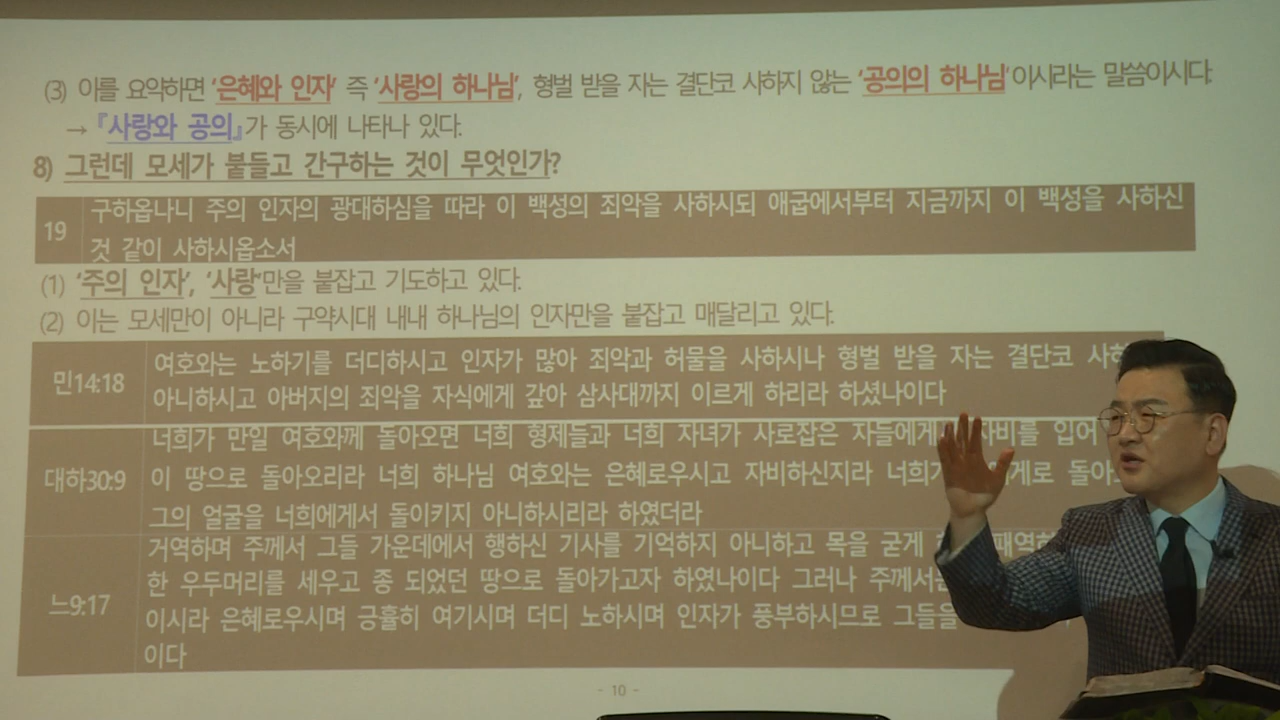 (3) 이를 요약하면 ‘은혜와 인자’ 즉 ‘사랑의 하나님’, 형벌 받을 자는 결단코 사하지 않는 ‘공의의 하나님’이시라는 말씀이시다.
→ 『사랑와 공의』가 동시에 나타나 있다.
8) 그런데 모세가 붙들고 간구하는 것이 무엇인가?
19 구하옵나니 주의 인자의 광대하심을 따라 이 백성의 죄악을 사하시되 애굽에서부터 지금까지 이 백성을 사하신
것 같이 사하시옵소서
(1) ‘주의 인자’, ‘사랑’만을 붙잡고 기도하고 있다.
(2) 이는 모세만이 아니라 구약시대 내내 하나님의 인자만을 붙잡고 매달리고 있다.
민14:18 여호와는 노하기를 더디하시고 인자가 많아 죄악과 허물을 사하시나 형벌 받을 자는 결단코
아니하시고 아버지의 죄악을 자식에게 갚아 삼사대까지 이르게 하리라 하셨나이다
대하30:9 너희가 만일 여호와께 돌아오면 너희 형제들과 너희 자녀가 사로잡은 자들에게 입어
이 땅으로 돌아오리라 너희 하나님 여호와는 은혜로우시고 자비하신지라
그의 얼굴을 너희에게서 돌이키지 아니하시리라 하였더라
느9:17 거역하며 주께서 그들 가운데에서 행하신 기사를 기억하지 아니하고 목을 굳게
한 우두머리를 세우고 종 되었던 땅으로 돌아가고자 하였나이다 그러나
이시라 은혜로우시며 긍휼히 여기시며 더디 노하시며 인자가 풍부하시므로 그들을
이다
- 10 -